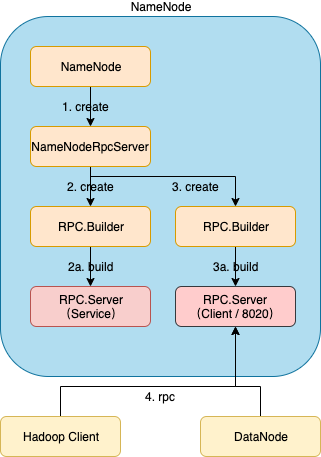 NameNode
NameNode
1. create
NameNodeRpcServer
2. create
3. create
RPC.Builder
RPC.Builder
2a. build
3a. build
RPC.Server
(Service)
RPC.Server
(Client / 8020)
4. rpc
Hadoop Client
DataNode